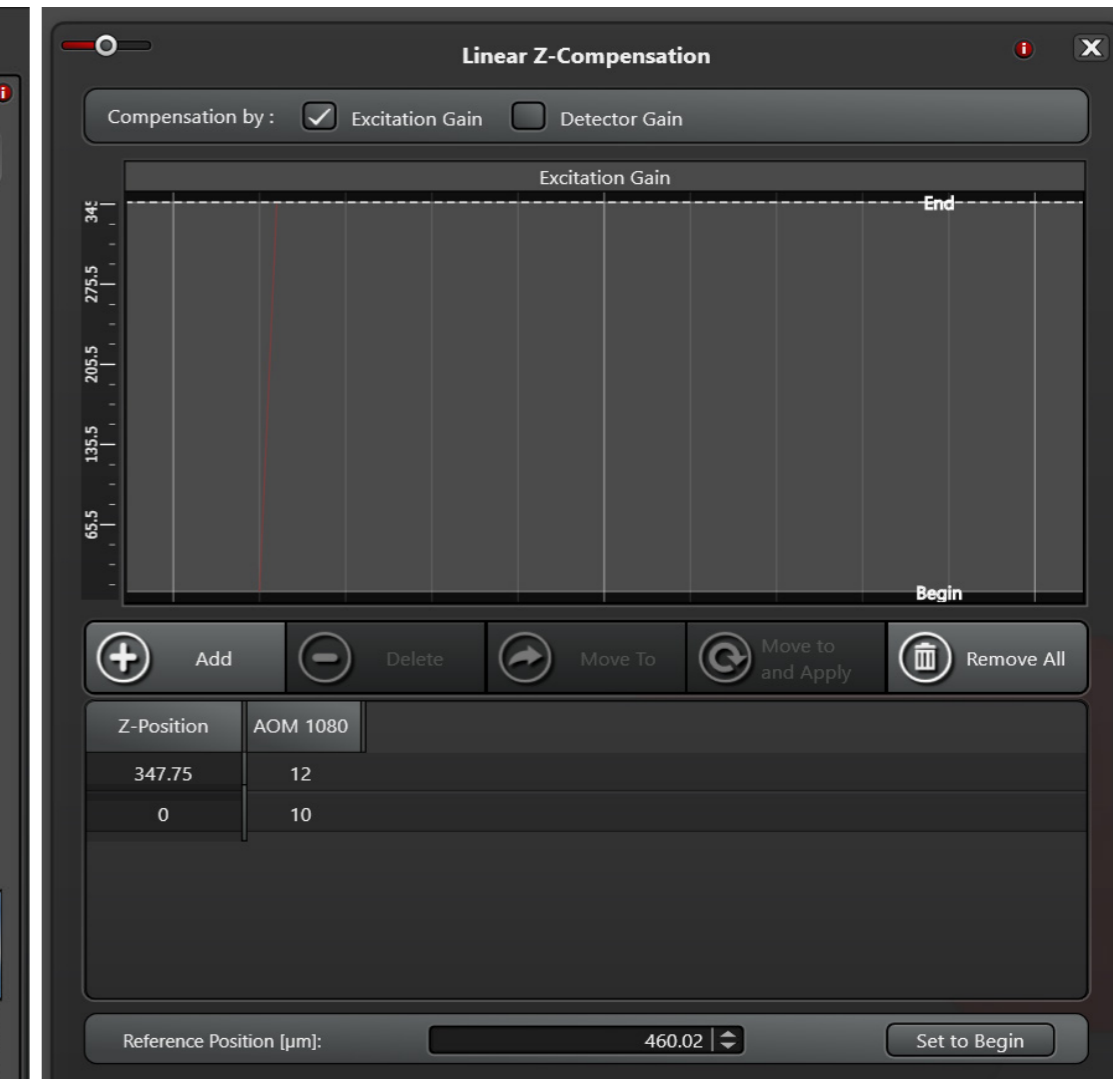 Linear Z-Compensation
i
X
i
Compensation by :
Excitation Gain
Detector Gain
Excitation Gain
End
275.5
205.5
135.5
65.5
Begin
Add
Delete
Move To
Move to
and Apply
Remove All
Z-Position AOM 1080
347.75 12
0 10
Reference Position [µm]: 460.02 Set to Begin